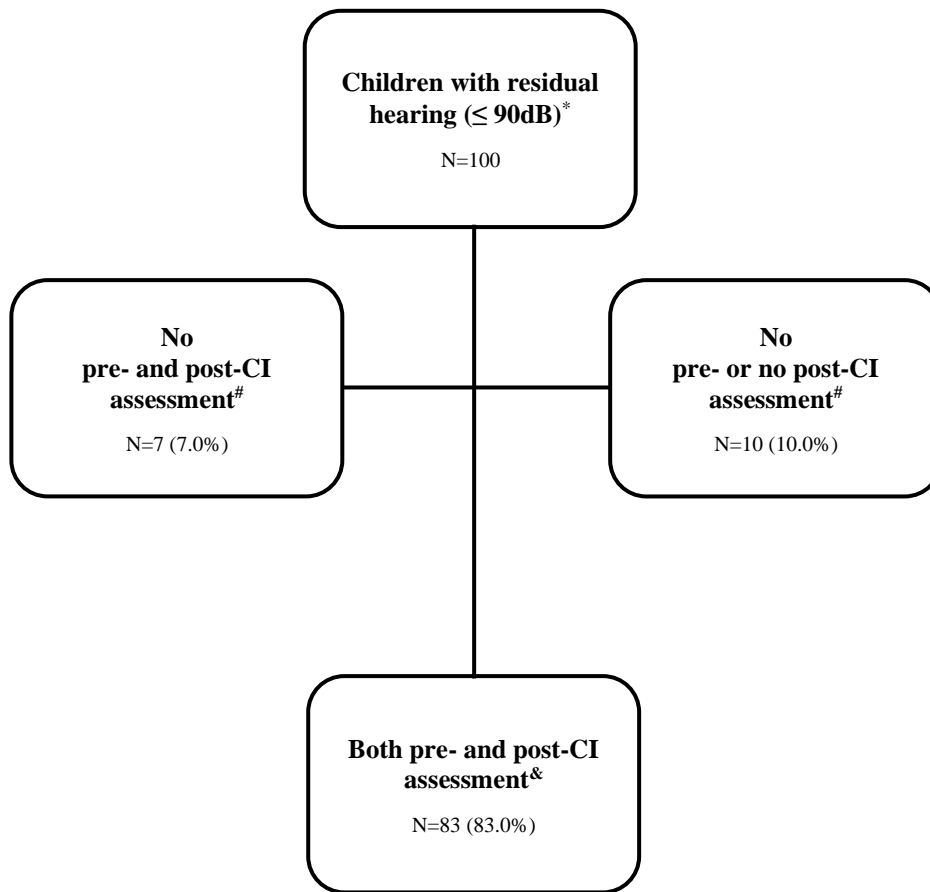 Children with residual
hearing (≤ 90dB)*
N=100
No
pre- and post-CI
assessment#
N=7 (7.0%)
No
pre- or no post-CI
assessment#
N=10 (10.0%)
Both pre- and post-CI
assessment&
N=83 (83.0%)